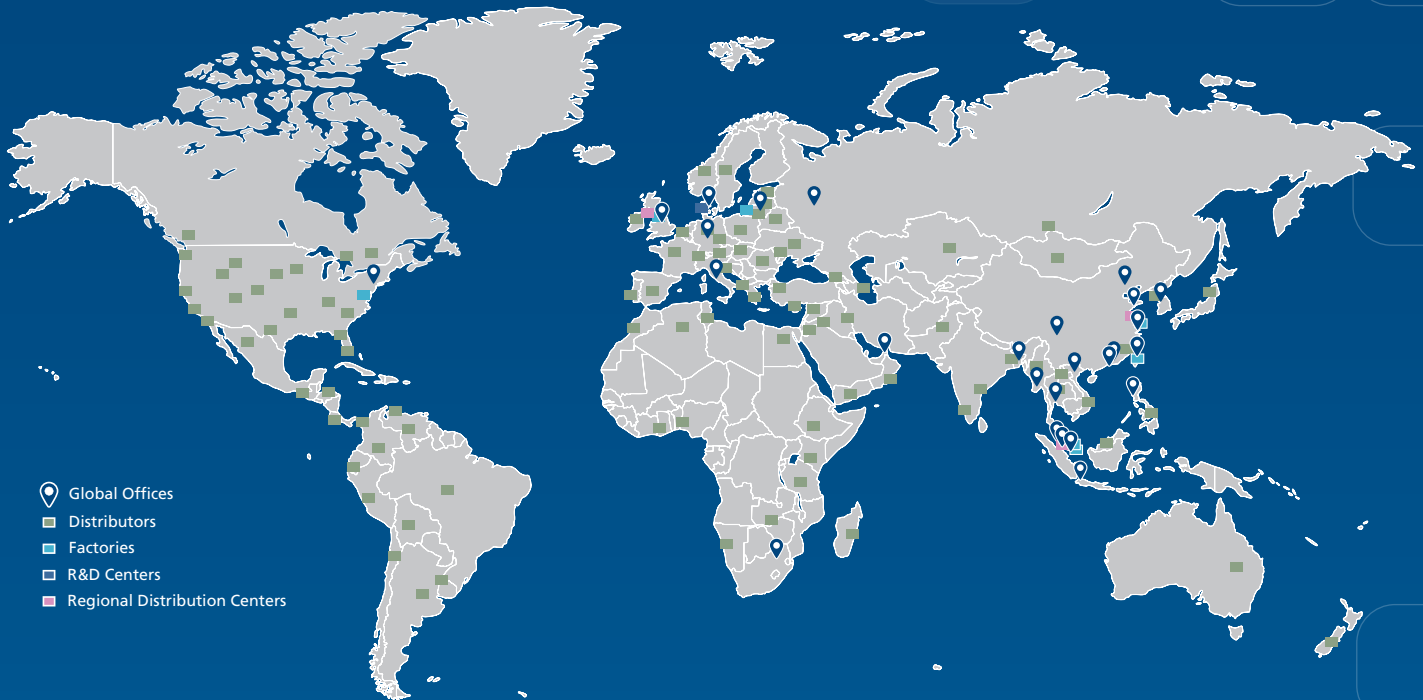 Global Offices
Distributors
Factories
R&D Centers
Regional Distribution Centers